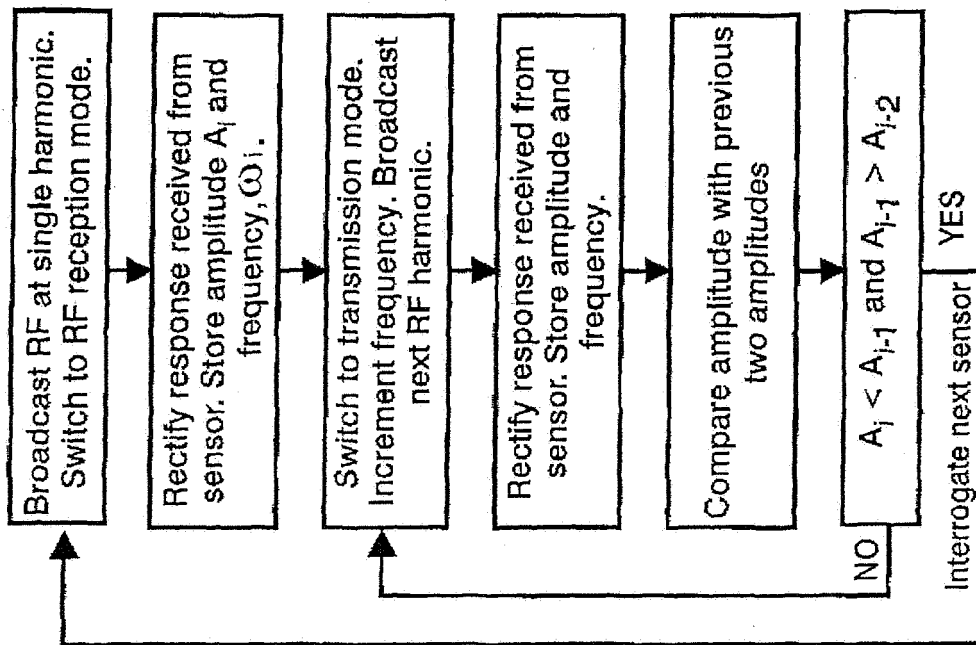 Broadcast RF at single harmonic.
Switch to RF reception mode.
Rectify response received from
sensor. Store amplitude Ai and
frequency, ωi.
Switch to transmission mode.
Increment frequency. Broadcast
next RF harmonic.
Rectify response received from
sensor. Store amplitude and
frequency.
Compare amplitude with previous
two amplitudes
Ai < Ai-1 and Ai-1 > Ai-2
NO
YES
Interrogate next sensor